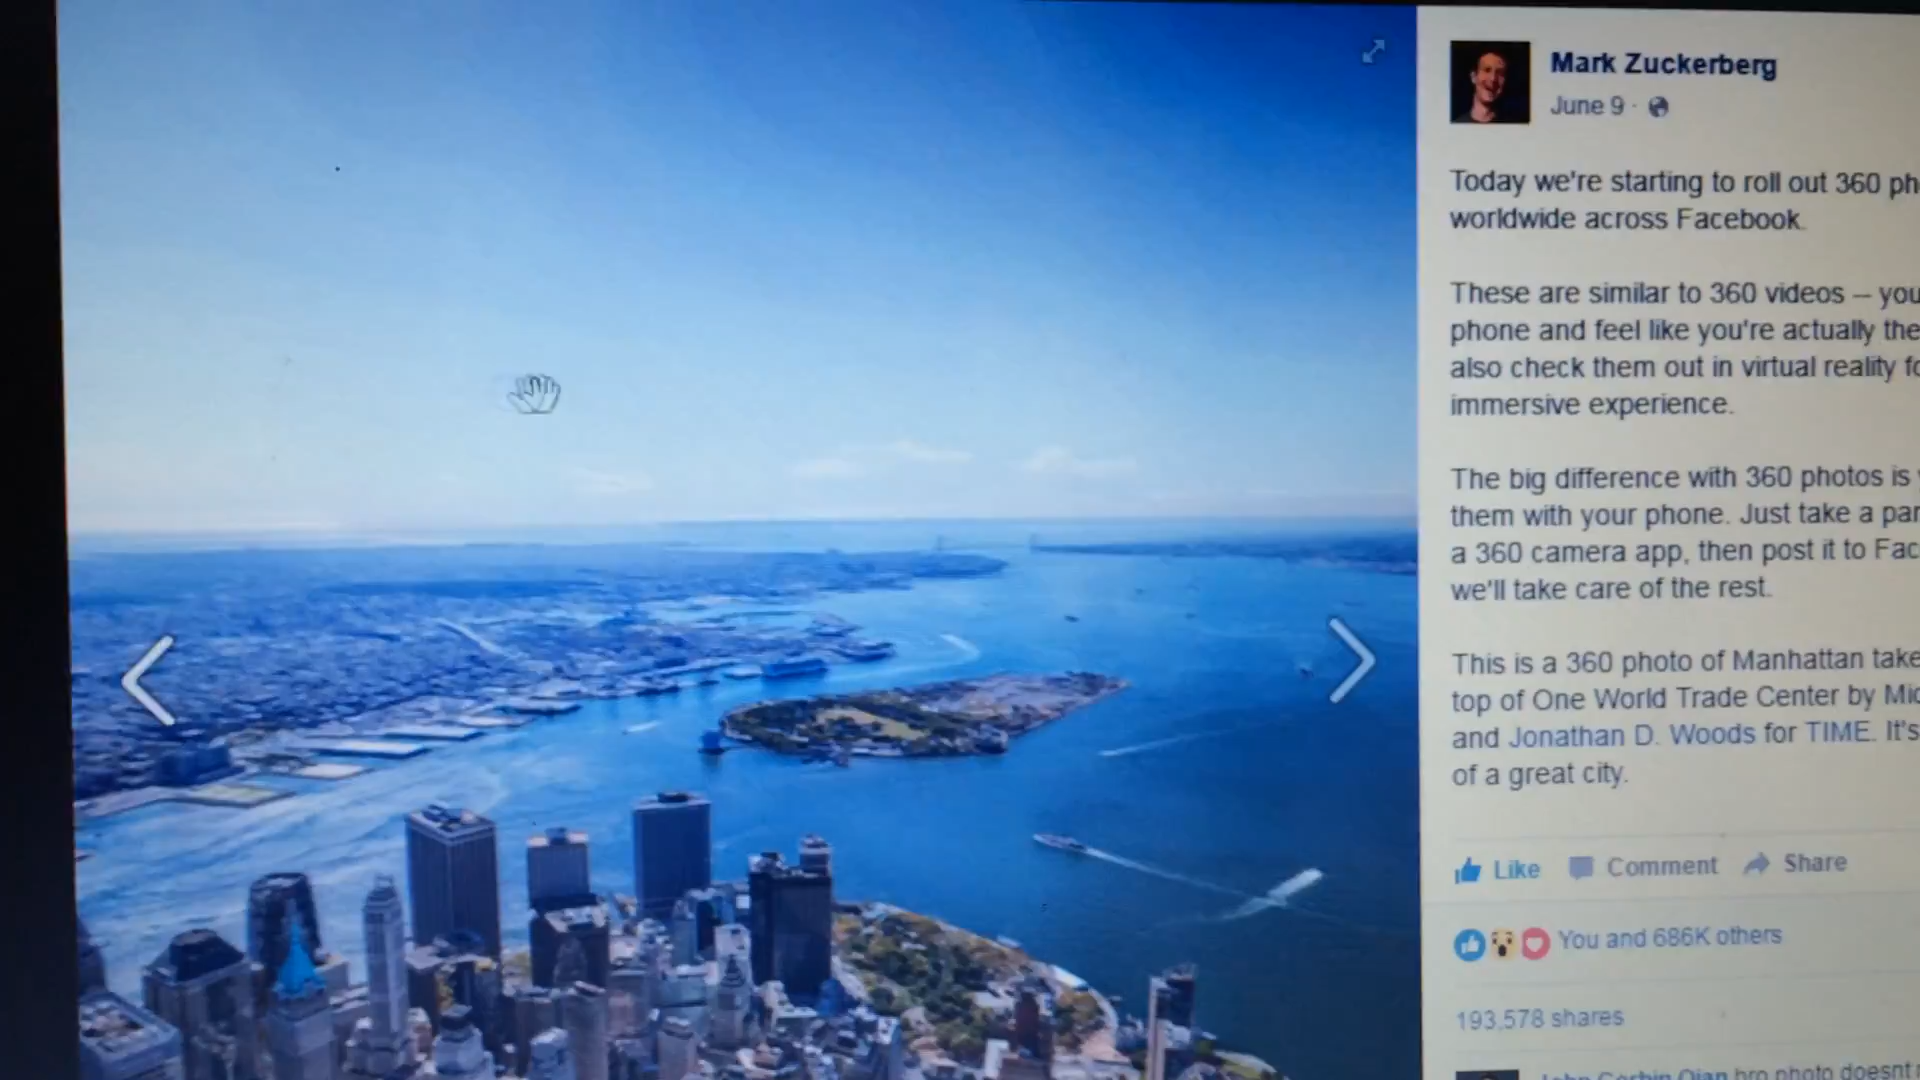 Mark Zuckerberg
June 9 ·
Today we're starting to roll out 360
worldwide across Facebook.
These are similar to 360 videos – you
phone and feel like you're actually
also check them out in virtual reality
immersive experience.
The big difference with 360 photos is
them with your phone. Just take a
a 360 camera app, then post it to
we'll take care of the rest.
This is a 360 photo of Manhattan
top of One World Trade Center by
and Jonathan D. Woods for TIME. It's
of a great city.
Like Comment Share
You and 686K others
193,578 shares
bro photo doesnt